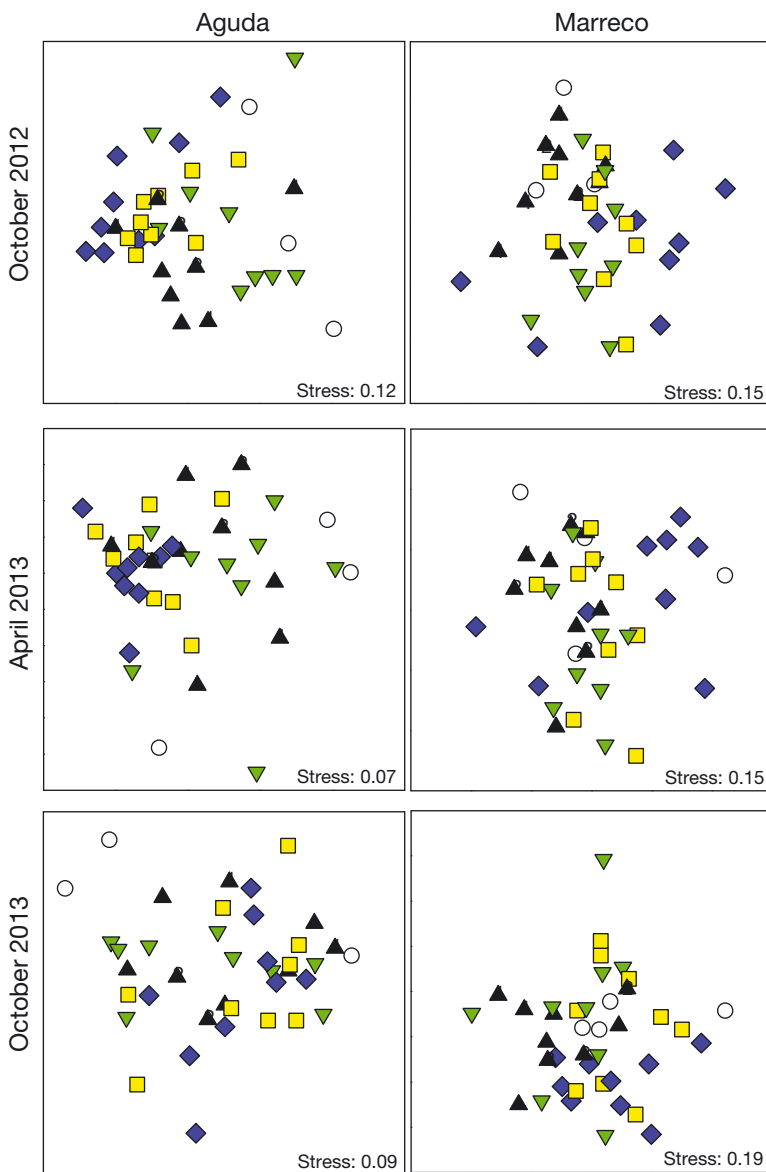 Aguda
Marreco
October 2012
Stress: 0.12
Stress: 0.15
April 2013
Stress: 0.07
Stress: 0.15
October 2013
Stress: 0.09
Stress: 0.19